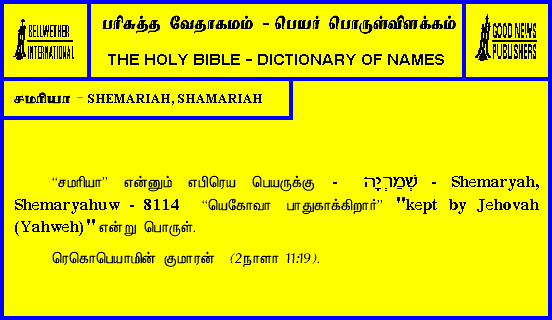 BELLWETHER
INTERNATIONAL
பரிசுத்த வேதாகமம் - பெயர் பொருள்விளக்கம்
THE HOLY BIBLE - DICTIONARY OF NAMES
GOOD NEWS
PUBLISHERS
சமரியா - SHEMARIAH, SHAMARIAH
“சமரியா” என்னும் எபிரெய பெயருக்கு - שְׁמַרְיָה - Shemaryah,
Shemaryahuw - 8114 “யெகோவா பாதுகாக்கிறார்” "kept by Jehovah
(Yahweh)" என்று பொருள்.
ரெகொபெயாமின் குமாரன் (2நாளா 11:19).